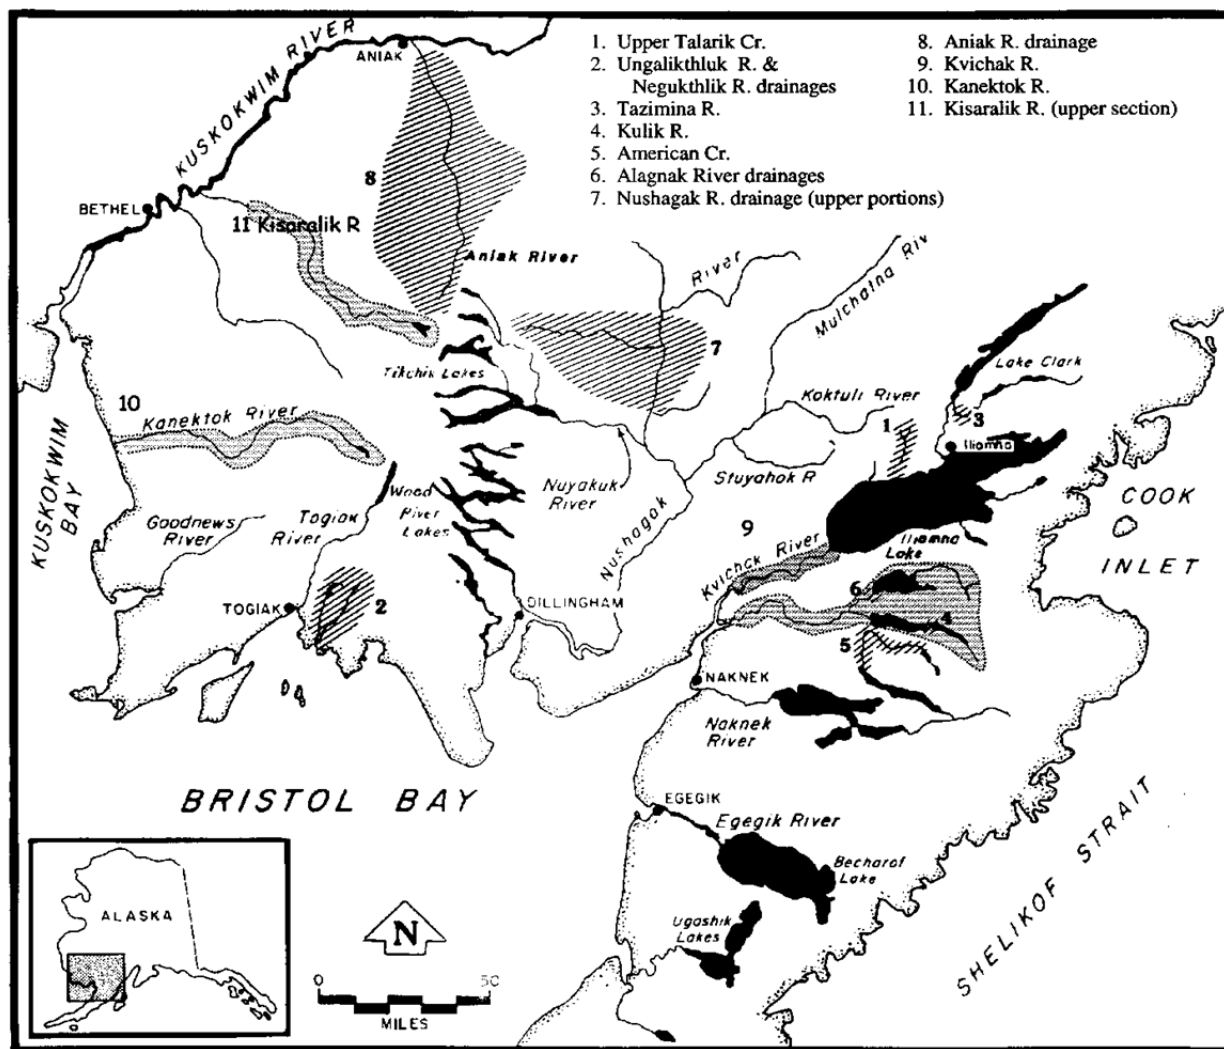 1. Upper Talarik Cr.
2. Ungalikthluk R. &
Negukthlik R. drainages
3. Tazimina R.
4. Kulik R.
5. American Cr.
6. Alagnak River drainages
7. Nushagak R. drainage (upper portions)
8. Aniak R. drainage
9. Kvichak R.
10. Kanektok R.
11. Kisaralik R. (upper section)
KUSKOKWIM RIVER
ANIAK
8
BETHEL
11 Kisaralik R
Aniak River
River
Mulchatna Riv
7
Lake Clark
Tikchik Lakes
Koktuli River
3
1
Iliamna
10
Kanektok River
KUSKOKWIM
BAY
Goodnews
River
Togiak
River
Wood
River
Lakes
Nuyakuk
River
Stuyahok R
Nushagak
9
Kvichak River
Iliamna
Lake
COOK
INLET
6
4
5
TOGIAK
2
DILLINGHAM
NAKNEK
Naknek
River
BRISTOL BAY
EGEGIK
Egegik River
Becharof
Lake
Ugashik
Lakes
SHELIKOF STRAIT
ALASKA
N
0 50
MILES